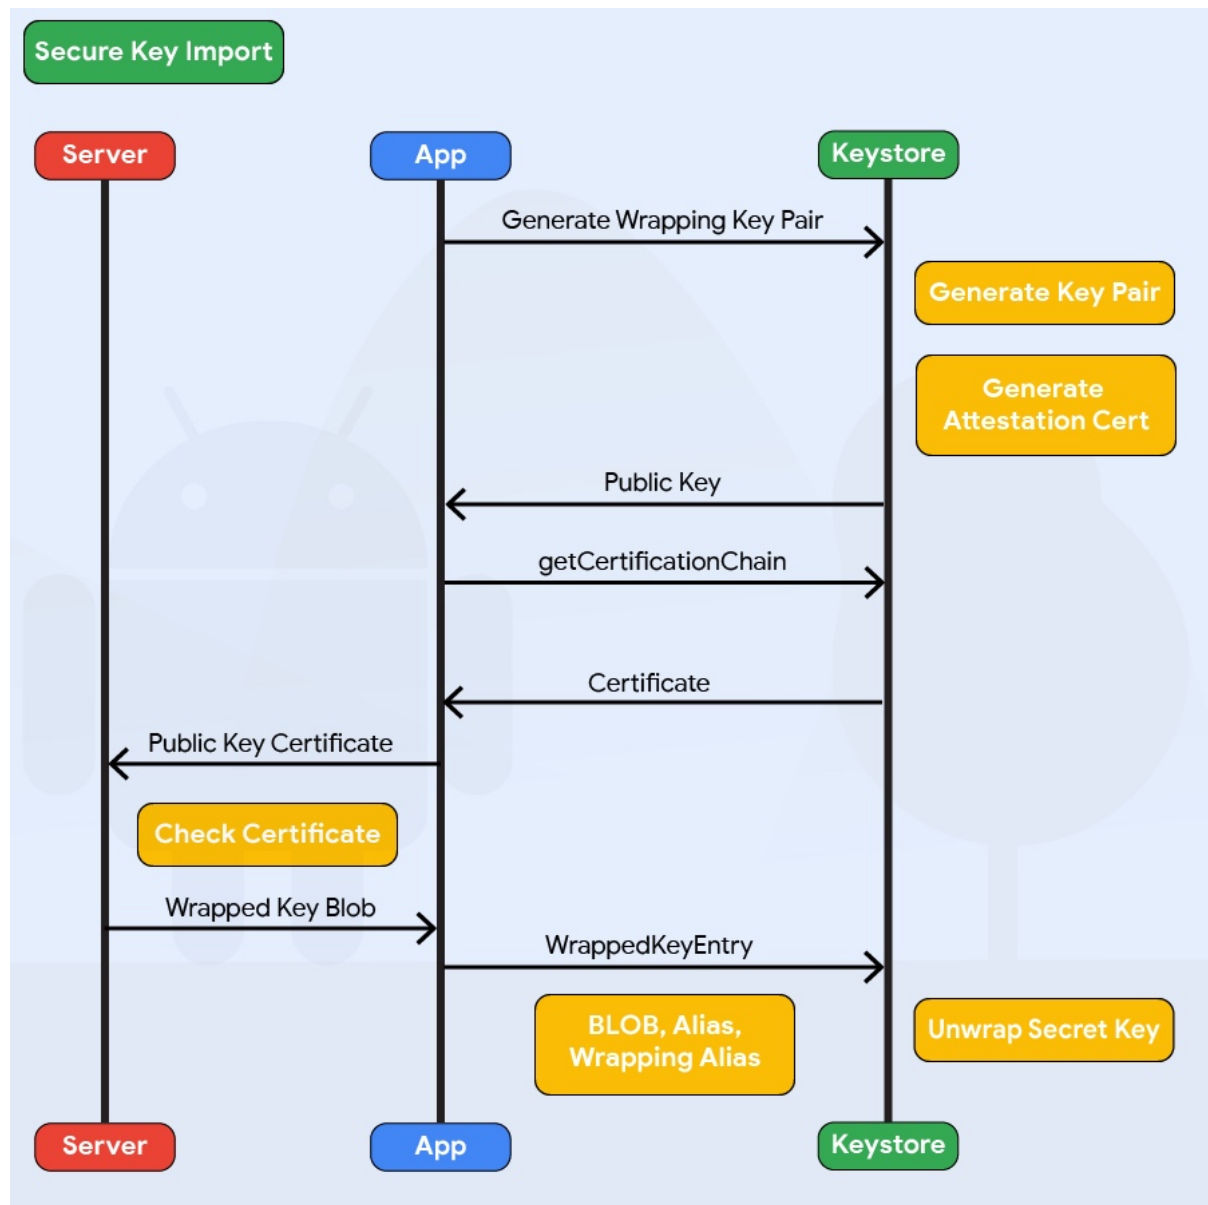 Secure Key Import
Server
App
Keystore
Generate Wrapping Key Pair
Generate Key Pair
Generate
Attestation Cert
Public Key
getCertificationChain
Certificate
Public Key Certificate
Check Certificate
Wrapped Key Blob
WrappedKeyEntry
BLOB, Alias,
Wrapping Alias
Unwrap Secret Key
Server
App
Keystore